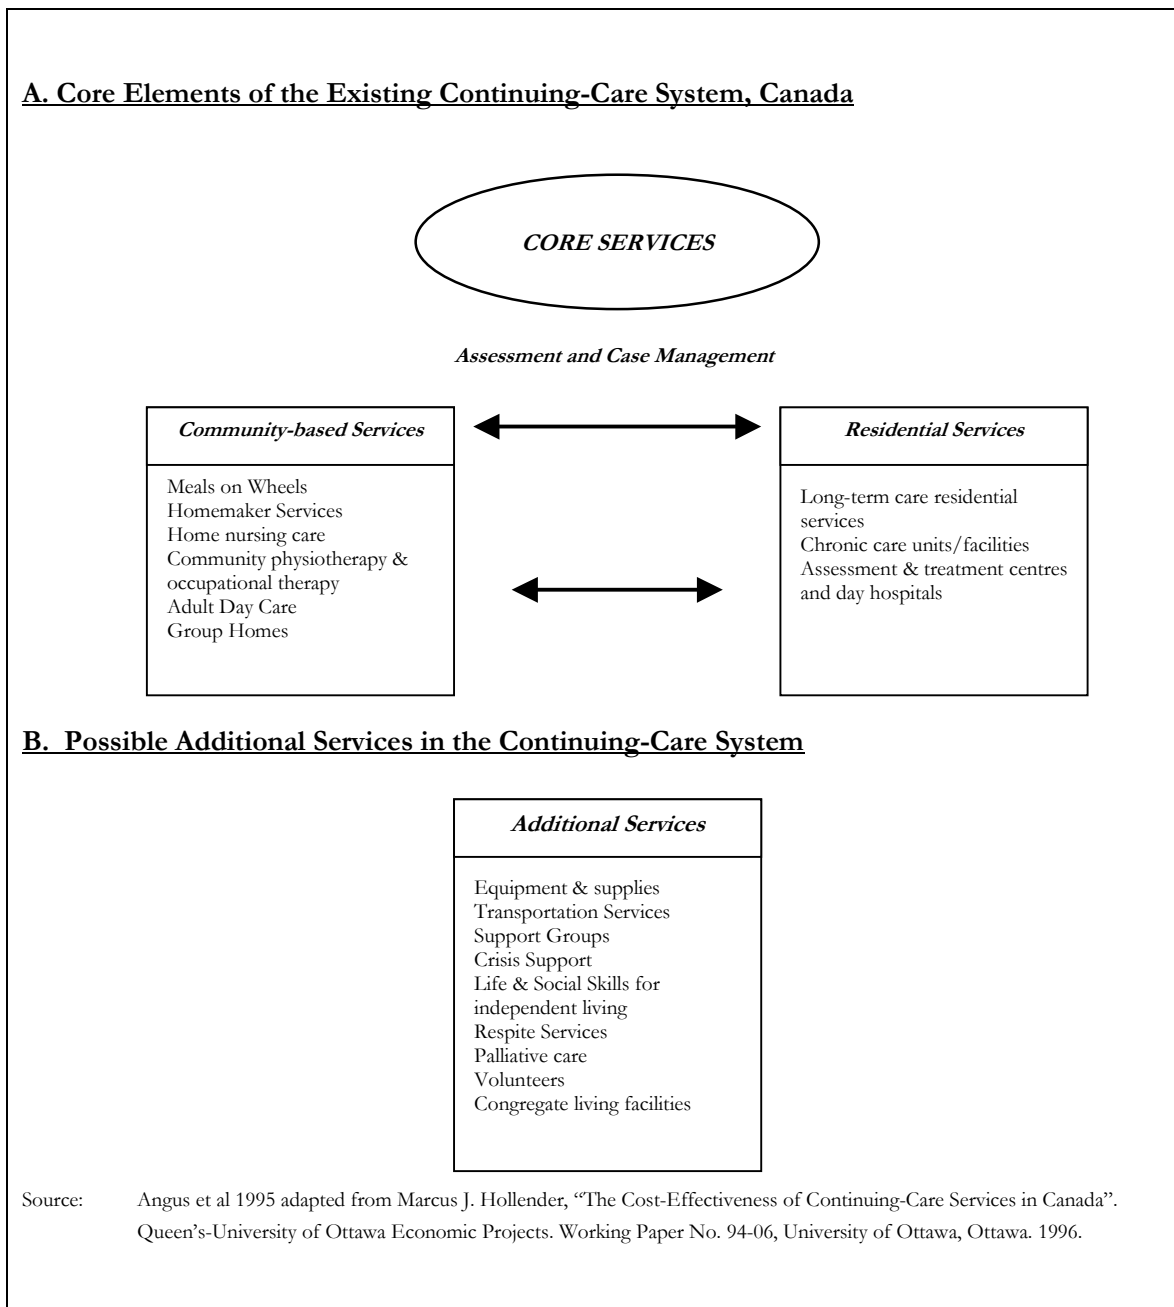 A. Core Elements of the Existing Continuing-Care System, Canada
CORE SERVICES
Assessment and Case Management
Community-based Services
Meals on Wheels
Homemaker Services
Home nursing care
Community physiotherapy &
occupational therapy
Adult Day Care
Group Homes
Residential Services
Long-term care residential
services
Chronic care units/facilities
Assessment & treatment centres
and day hospitals
B. Possible Additional Services in the Continuing-Care System
Additional Services
Equipment & supplies
Transportation Services
Support Groups
Crisis Support
Life & Social Skills for
independent living
Respite Services
Palliative care
Volunteers
Congregate living facilities
Source: Angus et al 1995 adapted from Marcus J. Hollender, “The Cost-Effectiveness of Continuing-Care Services in Canada”.
Queen’s-University of Ottawa Economic Projects. Working Paper No. 94-06, University of Ottawa, Ottawa. 1996.